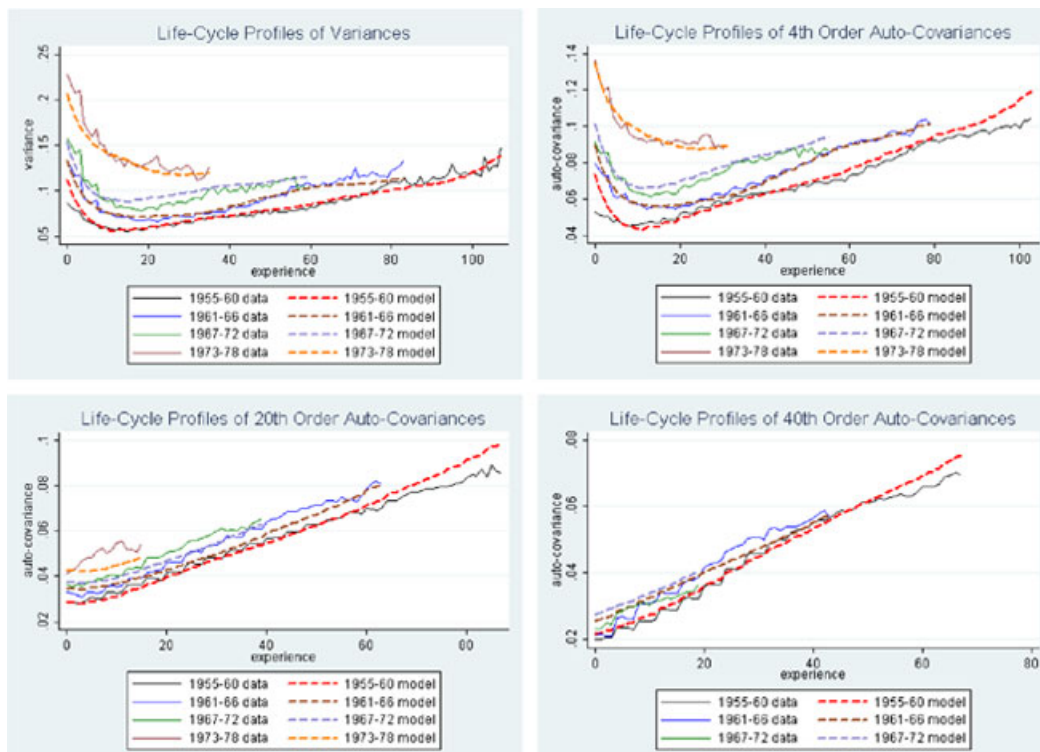 Life-Cycle Profiles of Variances
variance
.25
.2
.15
.1
.05
0 20 40 60 80 100
experience
1955-60 data 1955-60 model
1961-66 data 1961-66 model
1967-72 data 1967-72 model
1973-78 data 1973-78 model
Life-Cycle Profiles of 4th Order Auto-Covariances
auto-covariance
.14
.12
.1
.08
.06
.04
0 20 40 60 80 100
experience
1955-60 data 1955-60 model
1961-66 data 1961-66 model
1967-72 data 1967-72 model
1973-78 data 1973-78 model
Life-Cycle Profiles of 20th Order Auto-Covariances
auto-covariance
.1
.08
.06
.04
.02
0 20 40 60 80
experience
1955-60 data 1955-60 model
1961-66 data 1961-66 model
1967-72 data 1967-72 model
1973-78 data 1973-78 model
Life-Cycle Profiles of 40th Order Auto-Covariances
auto-covariance
.08
.06
.04
.02
0 20 40 60 80
experience
1955-60 data 1955-60 model
1961-66 data 1961-66 model
1967-72 data 1967-72 model